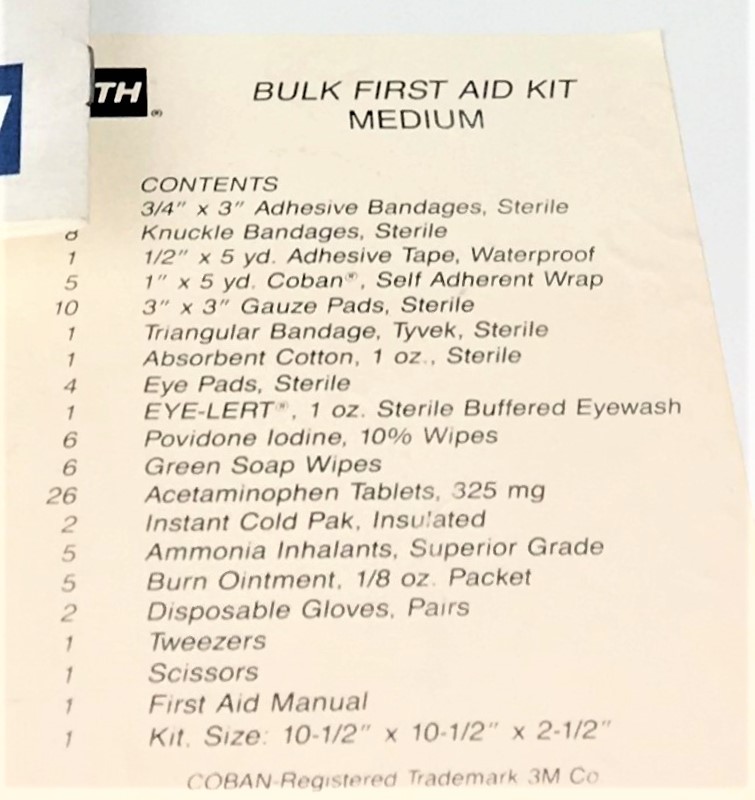 TH ®
BULK FIRST AID KIT
MEDIUM
CONTENTS
3/4" x 3" Adhesive Bandages, Sterile
Knuckle Bandages, Sterile
1 1/2" x 5 yd. Adhesive Tape, Waterproof
5 1" x 5 yd. Coban®, Self Adherent Wrap
10 3" x 3" Gauze Pads, Sterile
1 Triangular Bandage, Tyvek, Sterile
1 Absorbent Cotton, 1 oz., Sterile
4 Eye Pads, Sterile
1 EYE-LERT®, 1 oz. Sterile Buffered Eyewash
6 Povidone Iodine, 10% Wipes
6 Green Soap Wipes
26 Acetaminophen Tablets, 325 mg
2 Instant Cold Pak, Insulated
5 Ammonia Inhalants, Superior Grade
5 Burn Ointment, 1/8 oz. Packet
2 Disposable Gloves, Pairs
1 Tweezers
1 Scissors
1 First Aid Manual
1 Kit. Size: 10-1/2" x 10-1/2" x 2-1/2"
COBAN-Registered Trademark 3M Co